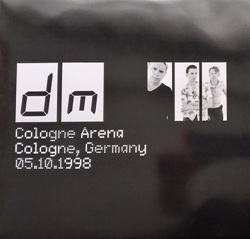 dm
Cologne Arena
Cologne, Germany
05.10.1998